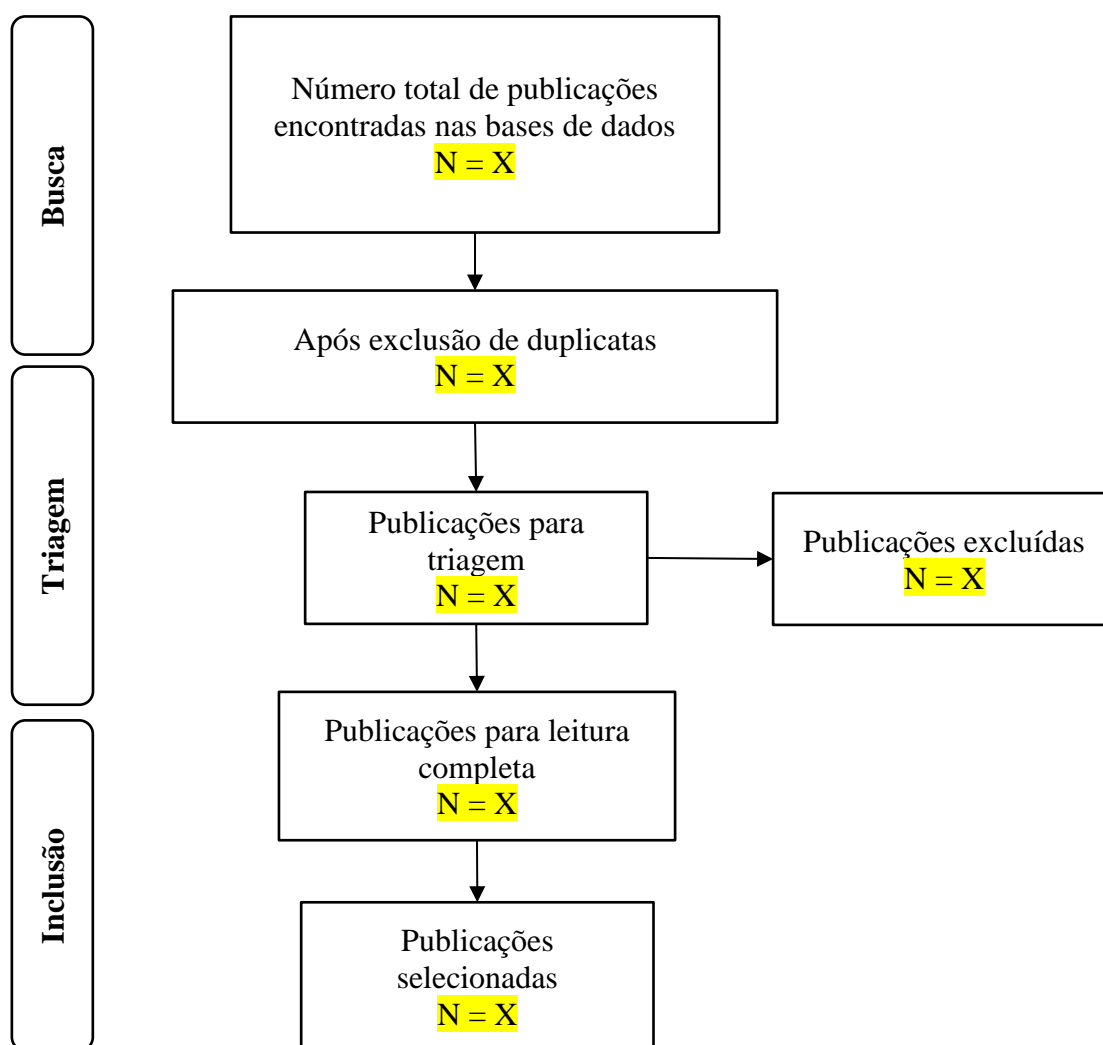 Busca
Número total de publicações
encontradas nas bases de dados
N = X
Após exclusão de duplicatas
N = X
Triagem
Publicações para
triagem
N = X
Publicações excluídas
N = X
Inclusão
Publicações para leitura
completa
N = X
Publicações
selecionadas
N = X